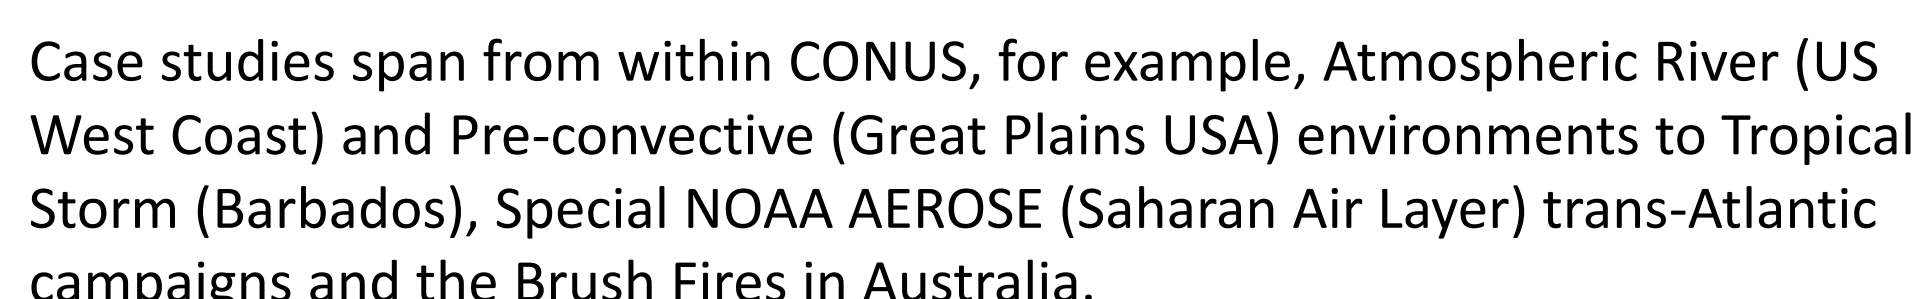 Case studies span from within CONUS, for example, Atmospheric River (US
West Coast) and Pre-convective (Great Plains USA) environments to Tropical
Storm (Barbados), Special NOAA AEROSE (Saharan Air Layer) trans-Atlantic
campaigns and the Brush Fires in Australia.